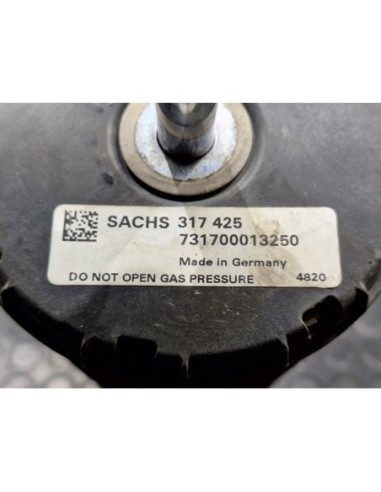 SACHS 317 425
731700013250
Made in Germany
DO NOT OPEN GAS PRESSURE 4820